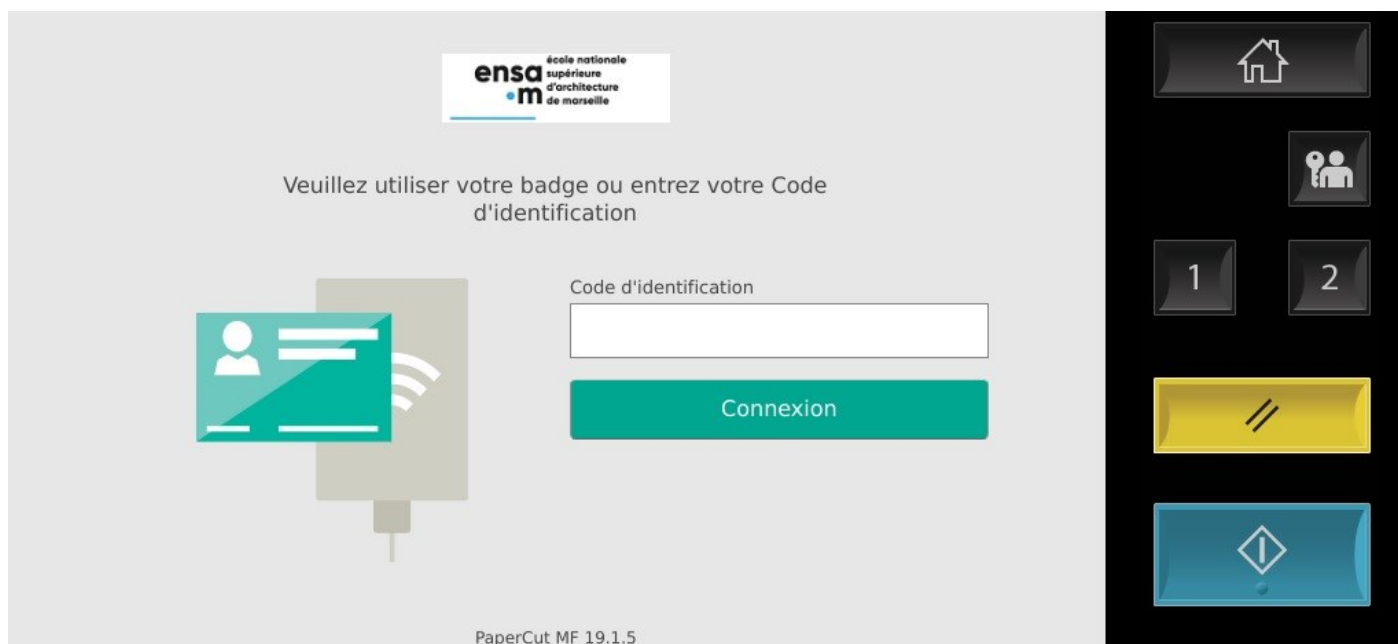 ensa
•m
école nationale
supérieure
d'architecture
de marseille
Veuillez utiliser votre badge ou entrez votre Code
d'identification
Code d'identification
Connexion
PaperCut MF 19.1.5
1 2